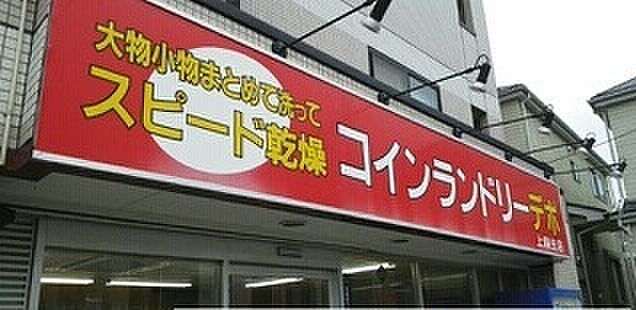 大物小物まとめて洗って
スピード乾燥
コインランドリーデポ